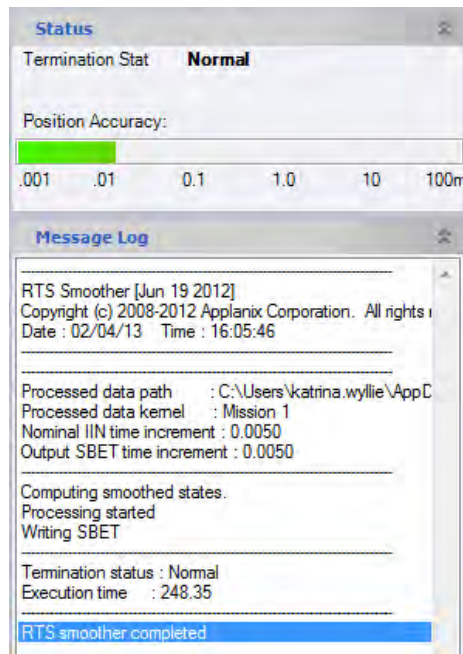 Status
Termination Stat Normal
Position Accuracy:
.001 .01 0.1 1.0 10 100m
Message Log
RTS Smoother [Jun 19 2012]
Copyright (c) 2008-2012 Applanix Corporation. All rights
Date : 02/04/13 Time : 16:05:46
Processed data path : C:\Users\katrina.wyllie\AppD
Processed data kernel : Mission 1
Nominal IIN time increment : 0.0050
Output SBET time increment : 0.0050
Computing smoothed states.
Processing started
Writing SBET
Termination status : Normal
Execution time : 248.35
RTS smoother completed